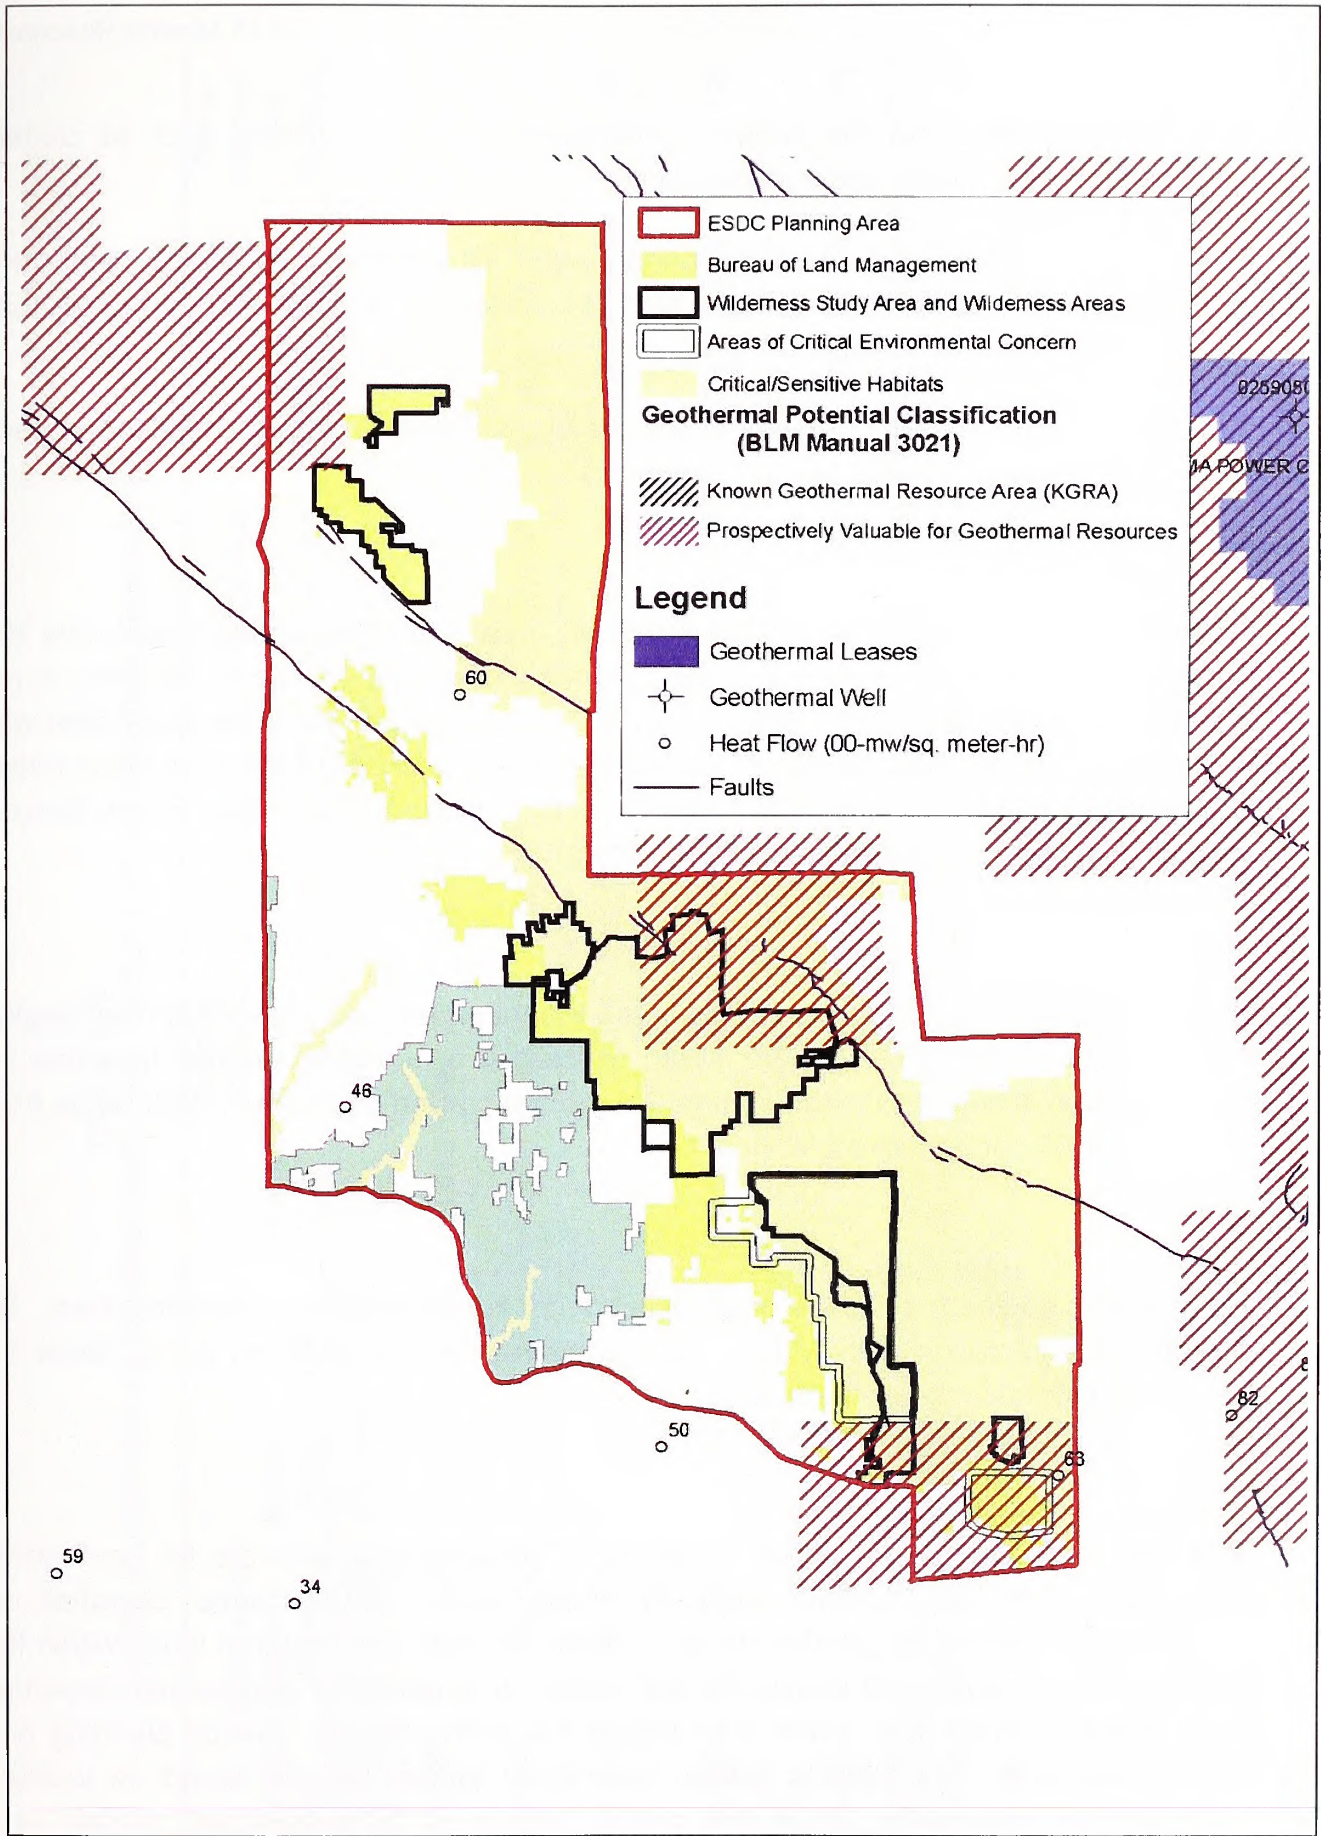 ESDC Planning Area
Bureau of Land Management
Wilderness Study Area and Wilderness Areas
Areas of Critical Environmental Concern
Critical/Sensitive Habitats
Geothermal Potential Classification
(BLM Manual 3021)
Known Geothermal Resource Area (KGRA)
Prospectively Valuable for Geothermal Resources
Legend
Geothermal Leases
Geothermal Well
Heat Flow (00-mw/sq. meter-hr)
Faults
MA POWER C
60
46
50
82
63
59
34